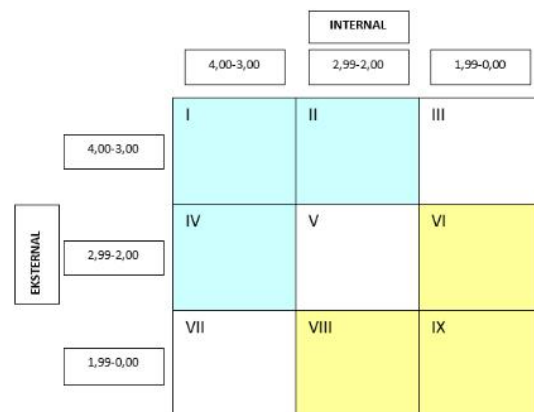 INTERNAL
4,00-3,00
2,99-2,00
1,99-0,00
I
II
III
4,00-3,00
IV
V
VI
EKSTERNAL
2,99-2,00
VII
VIII
IX
1,99-0,00